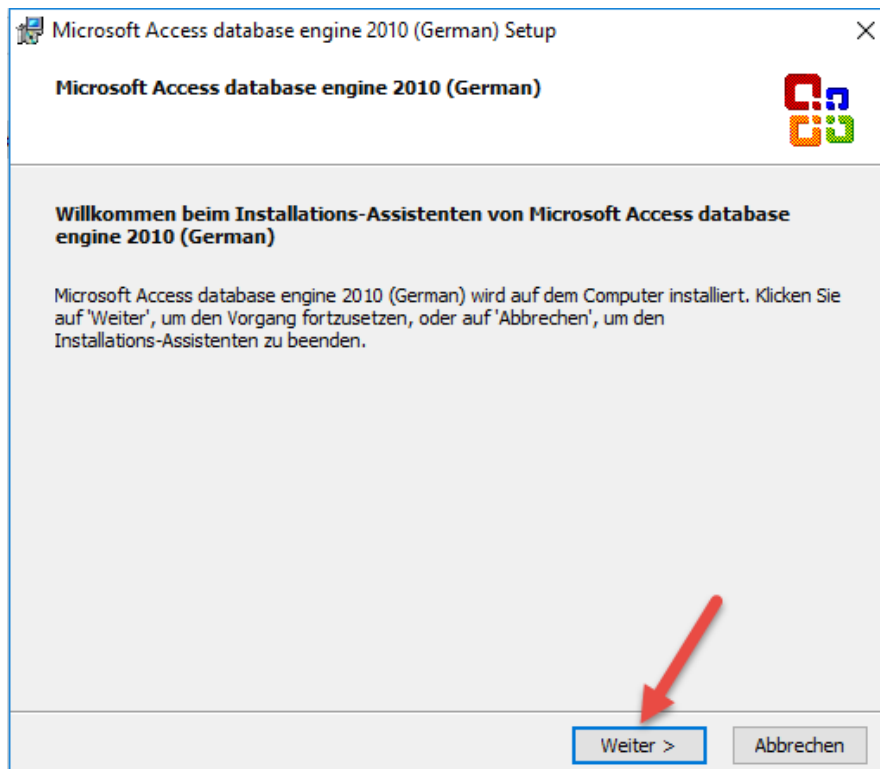 Microsoft Access database engine 2010 (German) Setup
Microsoft Access database engine 2010 (German)
Willkommen beim Installations-Assistenten von Microsoft Access database
engine 2010 (German)
Microsoft Access database engine 2010 (German) wird auf dem Computer installiert. Klicken Sie
auf 'Weiter', um den Vorgang fortzusetzen, oder auf 'Abbrechen', um den
Installations-Assistenten zu beenden.
Weiter >
Abbrechen